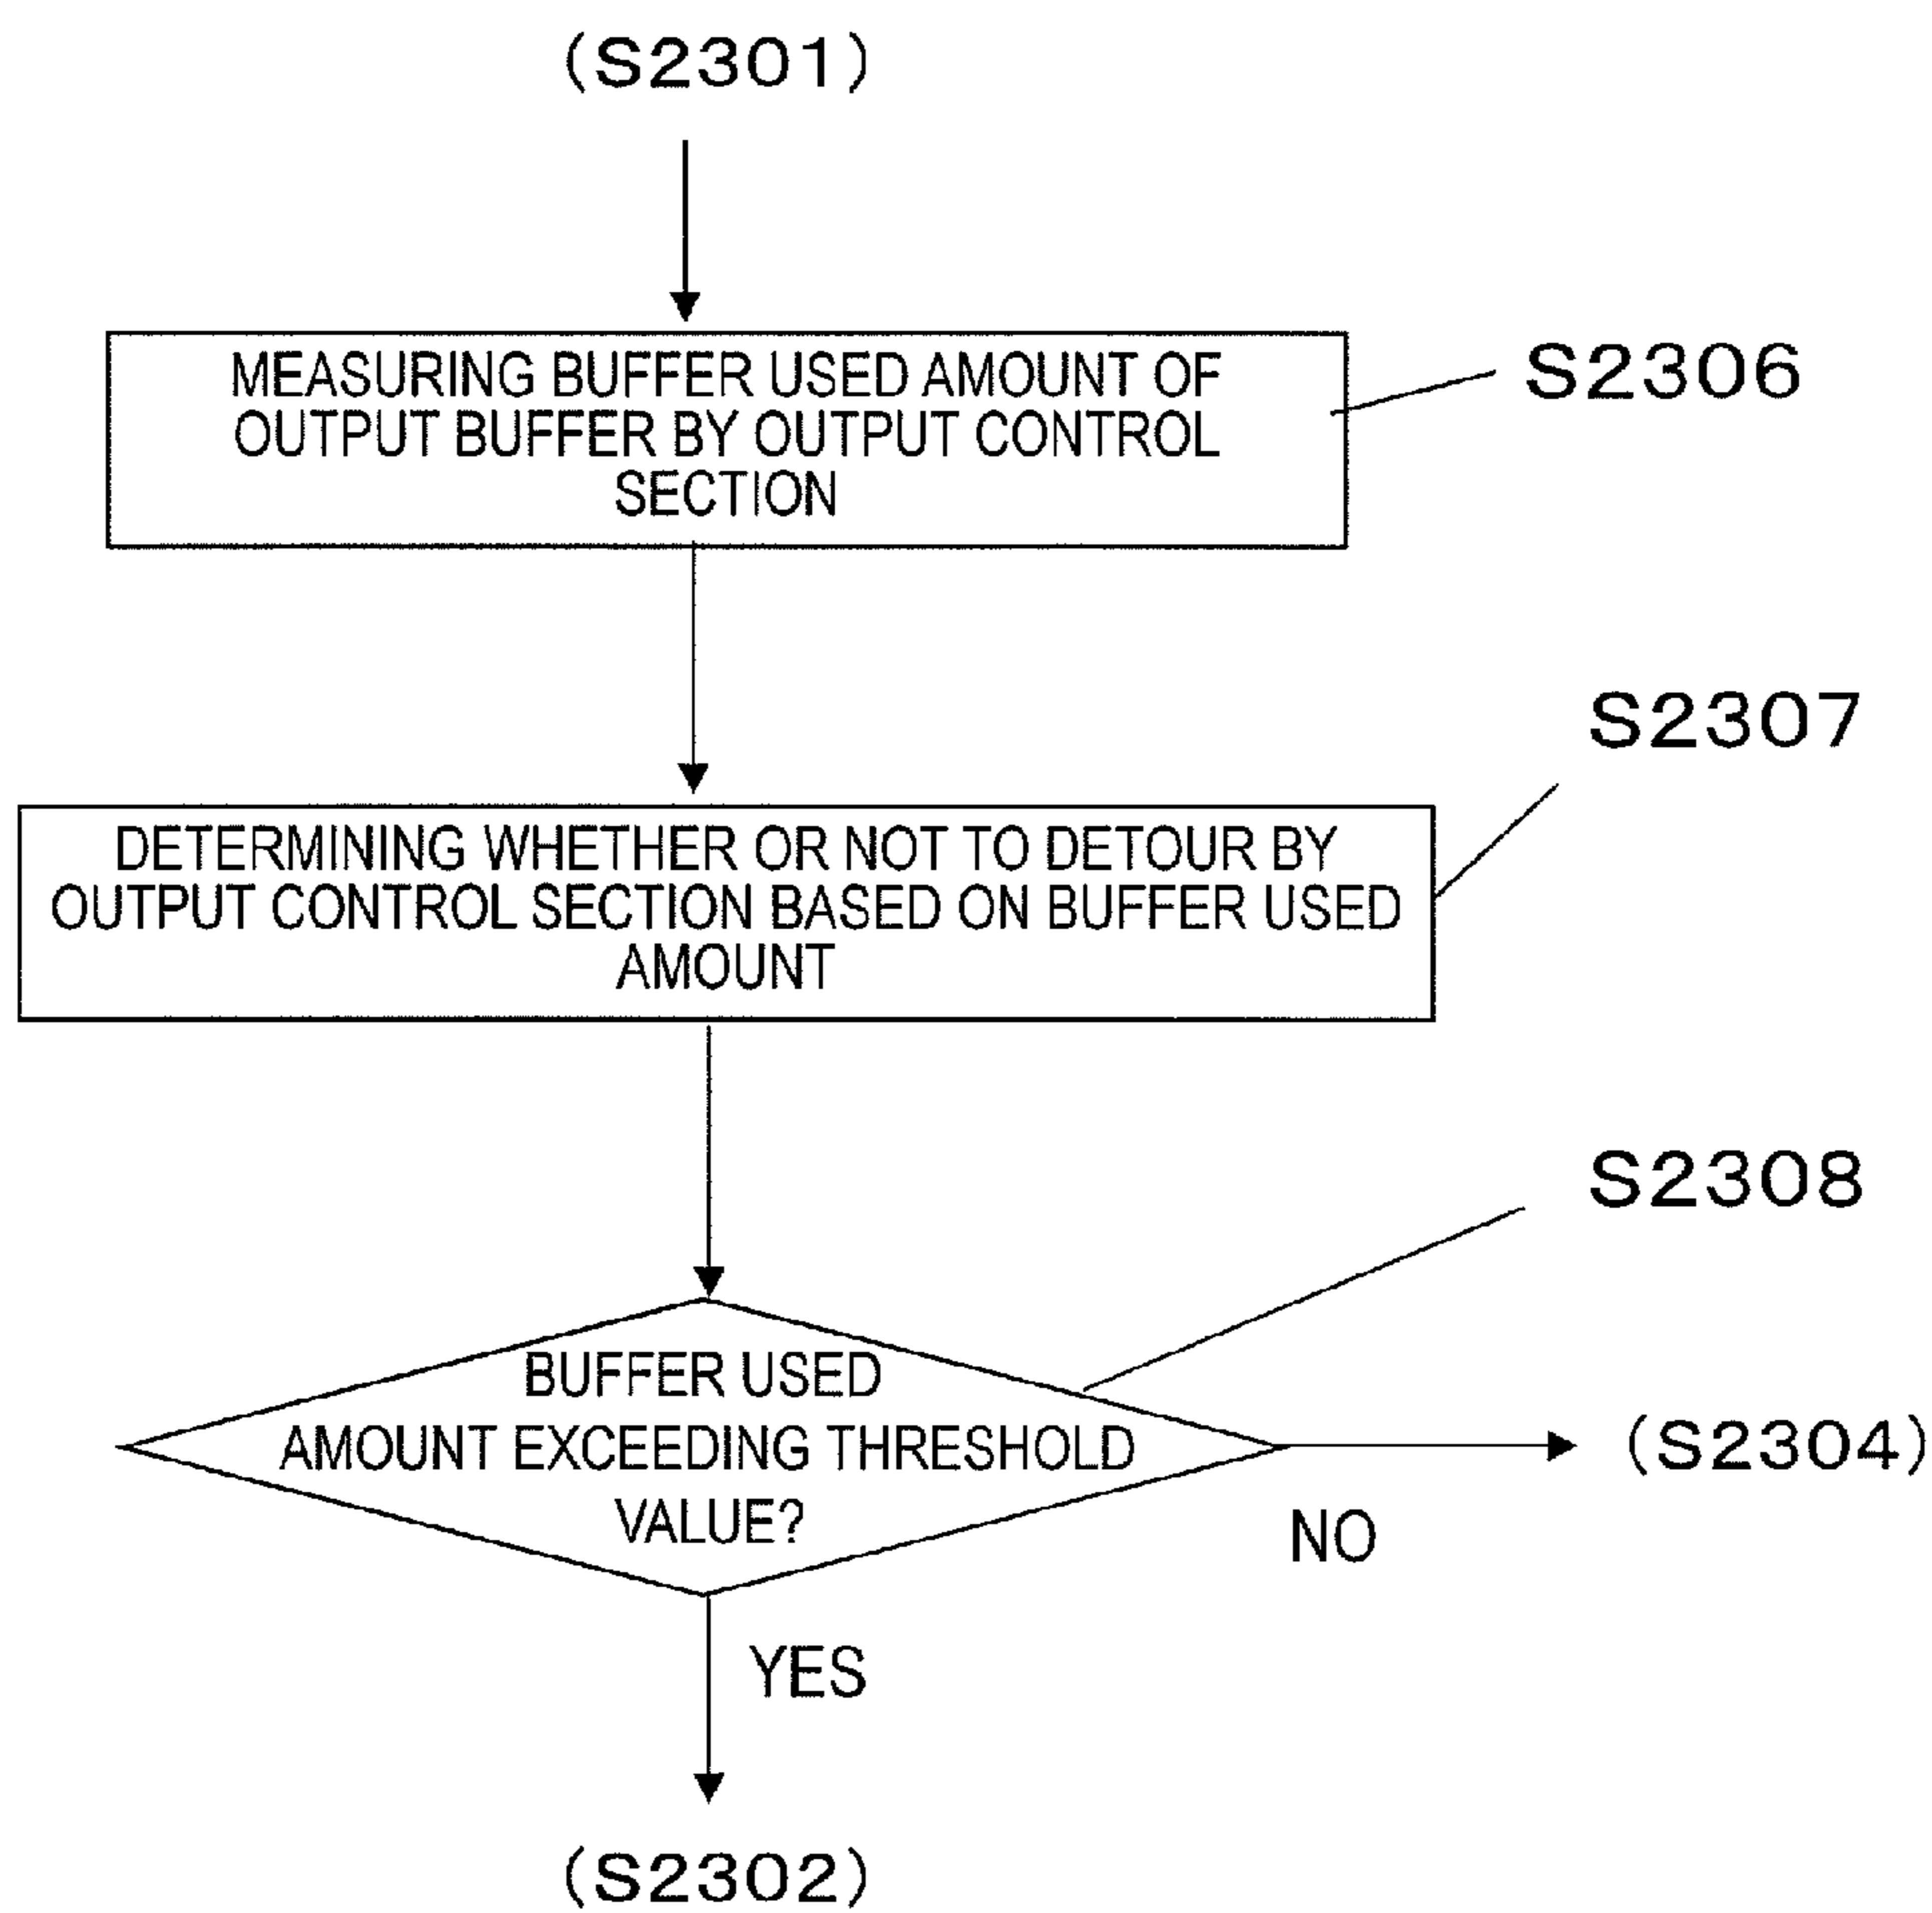 (S2301)
MEASURING BUFFER USED AMOUNT OF
OUTPUT BUFFER BY OUTPUT CONTROL
SECTION
S2306
S2307
DETERMINING WHETHER OR NOT TO DETOUR BY
OUTPUT CONTROL SECTION BASED ON BUFFER USED
AMOUNT
S2308
BUFFER USED
AMOUNT EXCEEDING THRESHOLD
VALUE?
(S2304)
NO
YES
(S2302)